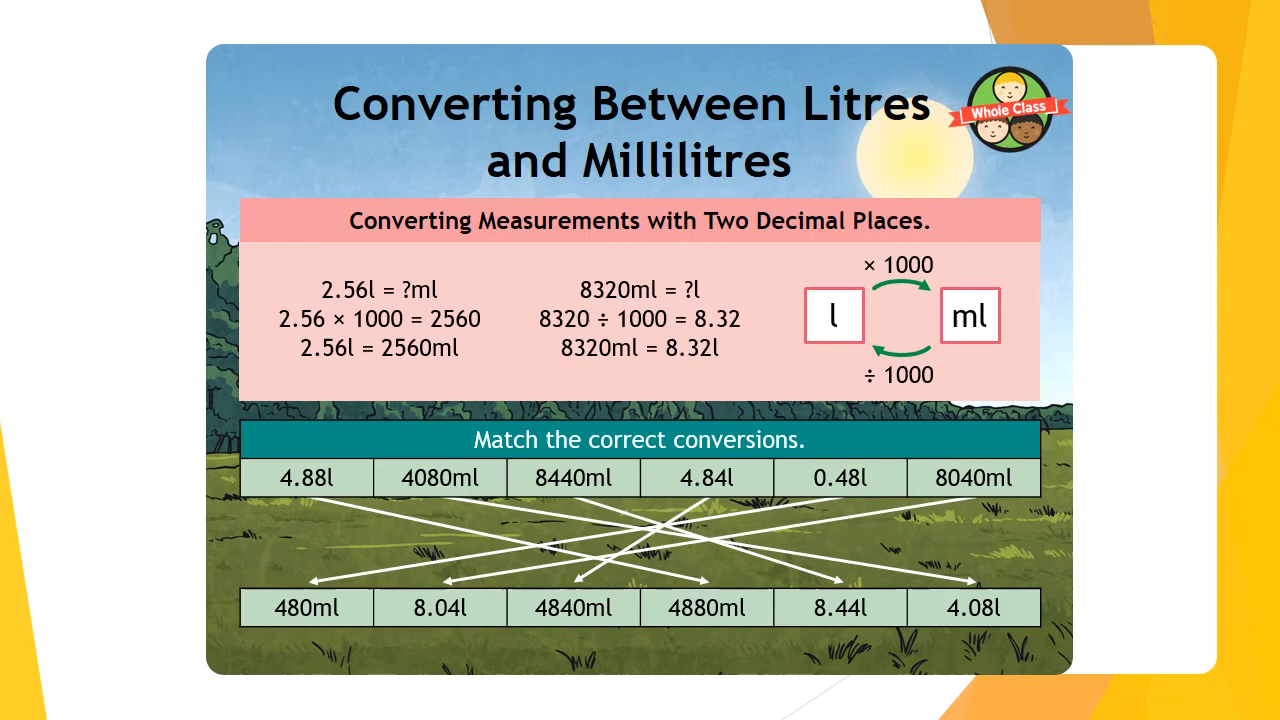 Converting Between Litres
and Millilitres
Whole Class
Converting Measurements with Two Decimal Places.
2.56l = ?ml
2.56 × 1000 = 2560
2.56l = 2560ml
8320ml = ?l
8320 ÷ 1000 = 8.32
8320ml = 8.32l
× 1000
l ml
÷ 1000
Match the correct conversions.
4.88l 4080ml 8440ml 4.84l 0.48l 8040ml
480ml 8.04l 4840ml 4880ml 8.44l 4.08l